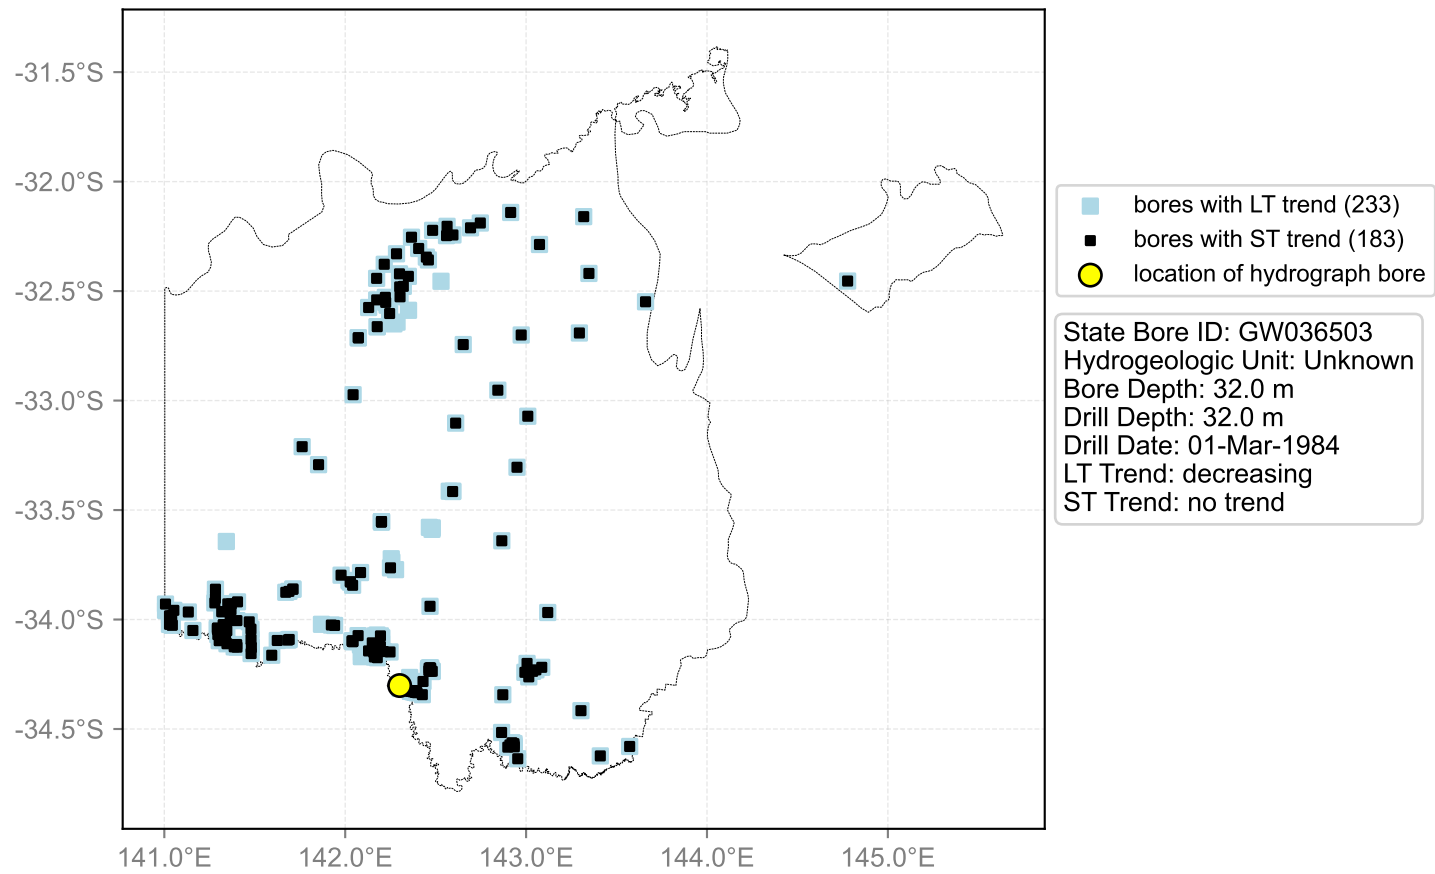 -31.5°S
-32.0°S
-32.5°S
-33.0°S
-33.5°S
-34.0°S
-34.5°S
141.0°E
142.0°E
143.0°E
144.0°E
145.0°E
bores with LT trend (233)
bores with ST trend (183)
location of hydrograph bore
State Bore ID: GW036503
Hydrogeologic Unit: Unknown
Bore Depth: 32.0 m
Drill Depth: 32.0 m
Drill Date: 01-Mar-1984
LT Trend: decreasing
ST Trend: no trend